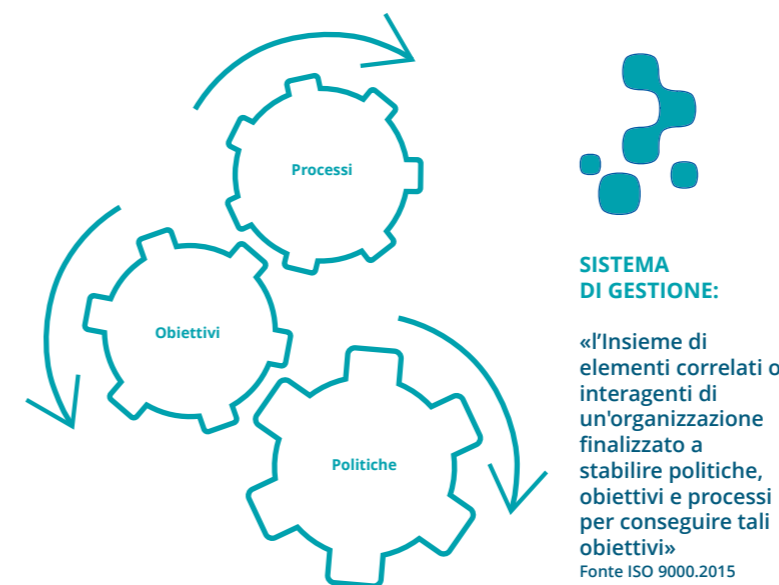 Processi
Obiettivi
Politiche
SISTEMA
DI GESTIONE:
«l'Insieme di
elementi correlati o
interagenti di
un'organizzazione
finalizzato a
stabilire politiche,
obiettivi e processi
per conseguire tali
obiettivi»
Fonte ISO 9000.2015